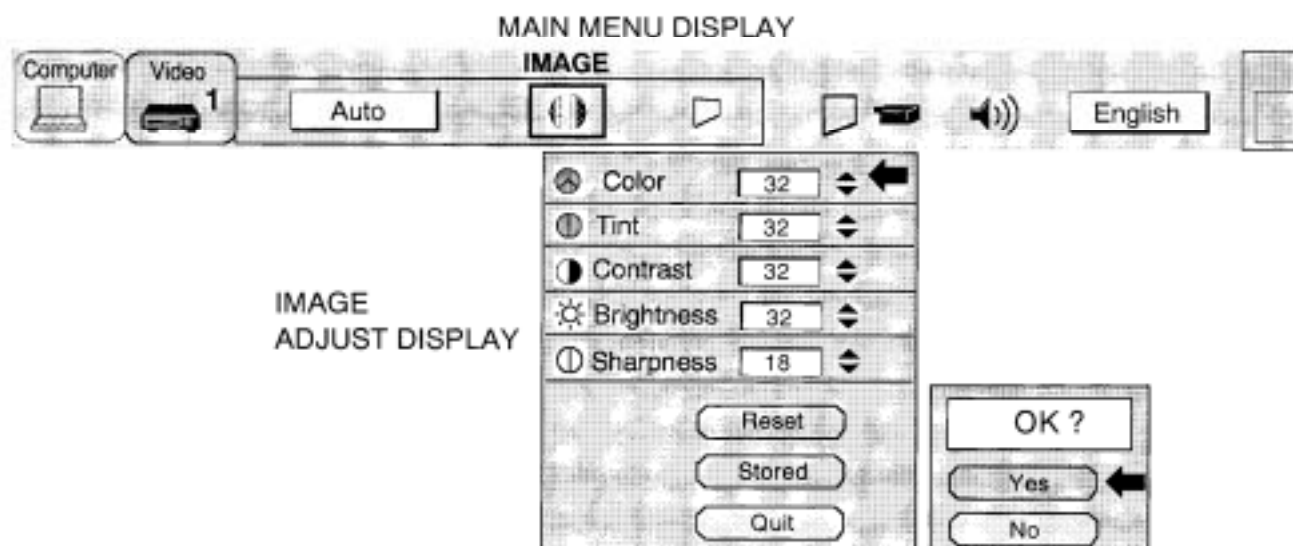 MAIN MENU DISPLAY
Computer Video 1 Auto IMAGE English
Color 32
Tint 32
Contrast 32
Brightness 32
Sharpness 18
IMAGE
ADJUST DISPLAY
Reset
Stored
Quit
OK ?
Yes
No